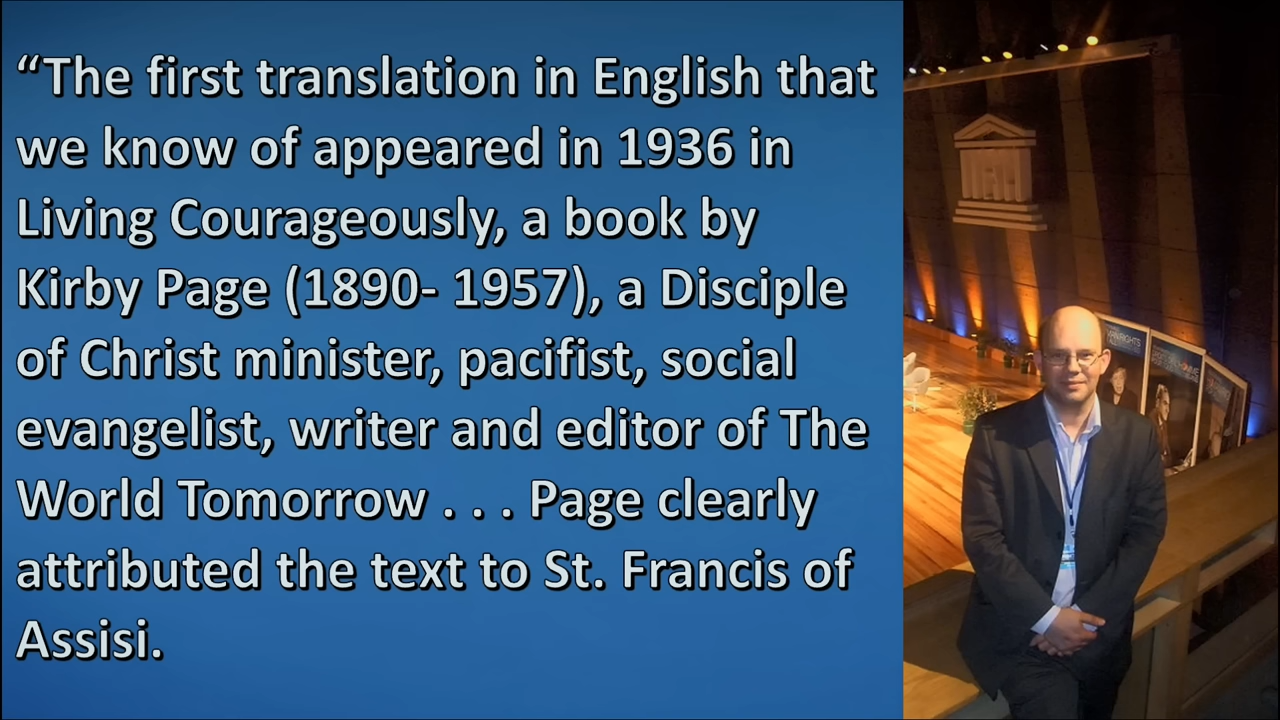 “The first translation in English that
we know of appeared in 1936 in
Living Courageously, a book by
Kirby Page (1890- 1957), a Disciple
of Christ minister, pacifist, social
evangelist, writer and editor of The
World Tomorrow . . . Page clearly
attributed the text to St. Francis of
Assisi.